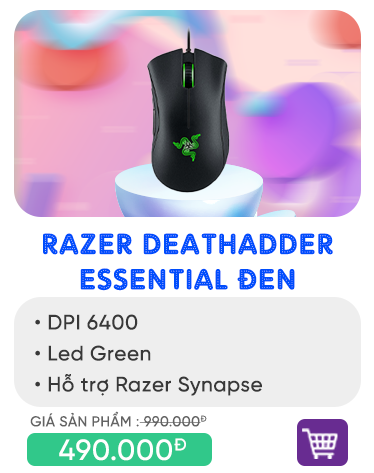 RAZER DEATHADDER
ESSENTIAL ĐEN
• DPI 6400
• Led Green
• Hỗ trợ Razer Synapse
GIÁ SẢN PHẨM : 990.000Đ
490.000Đ